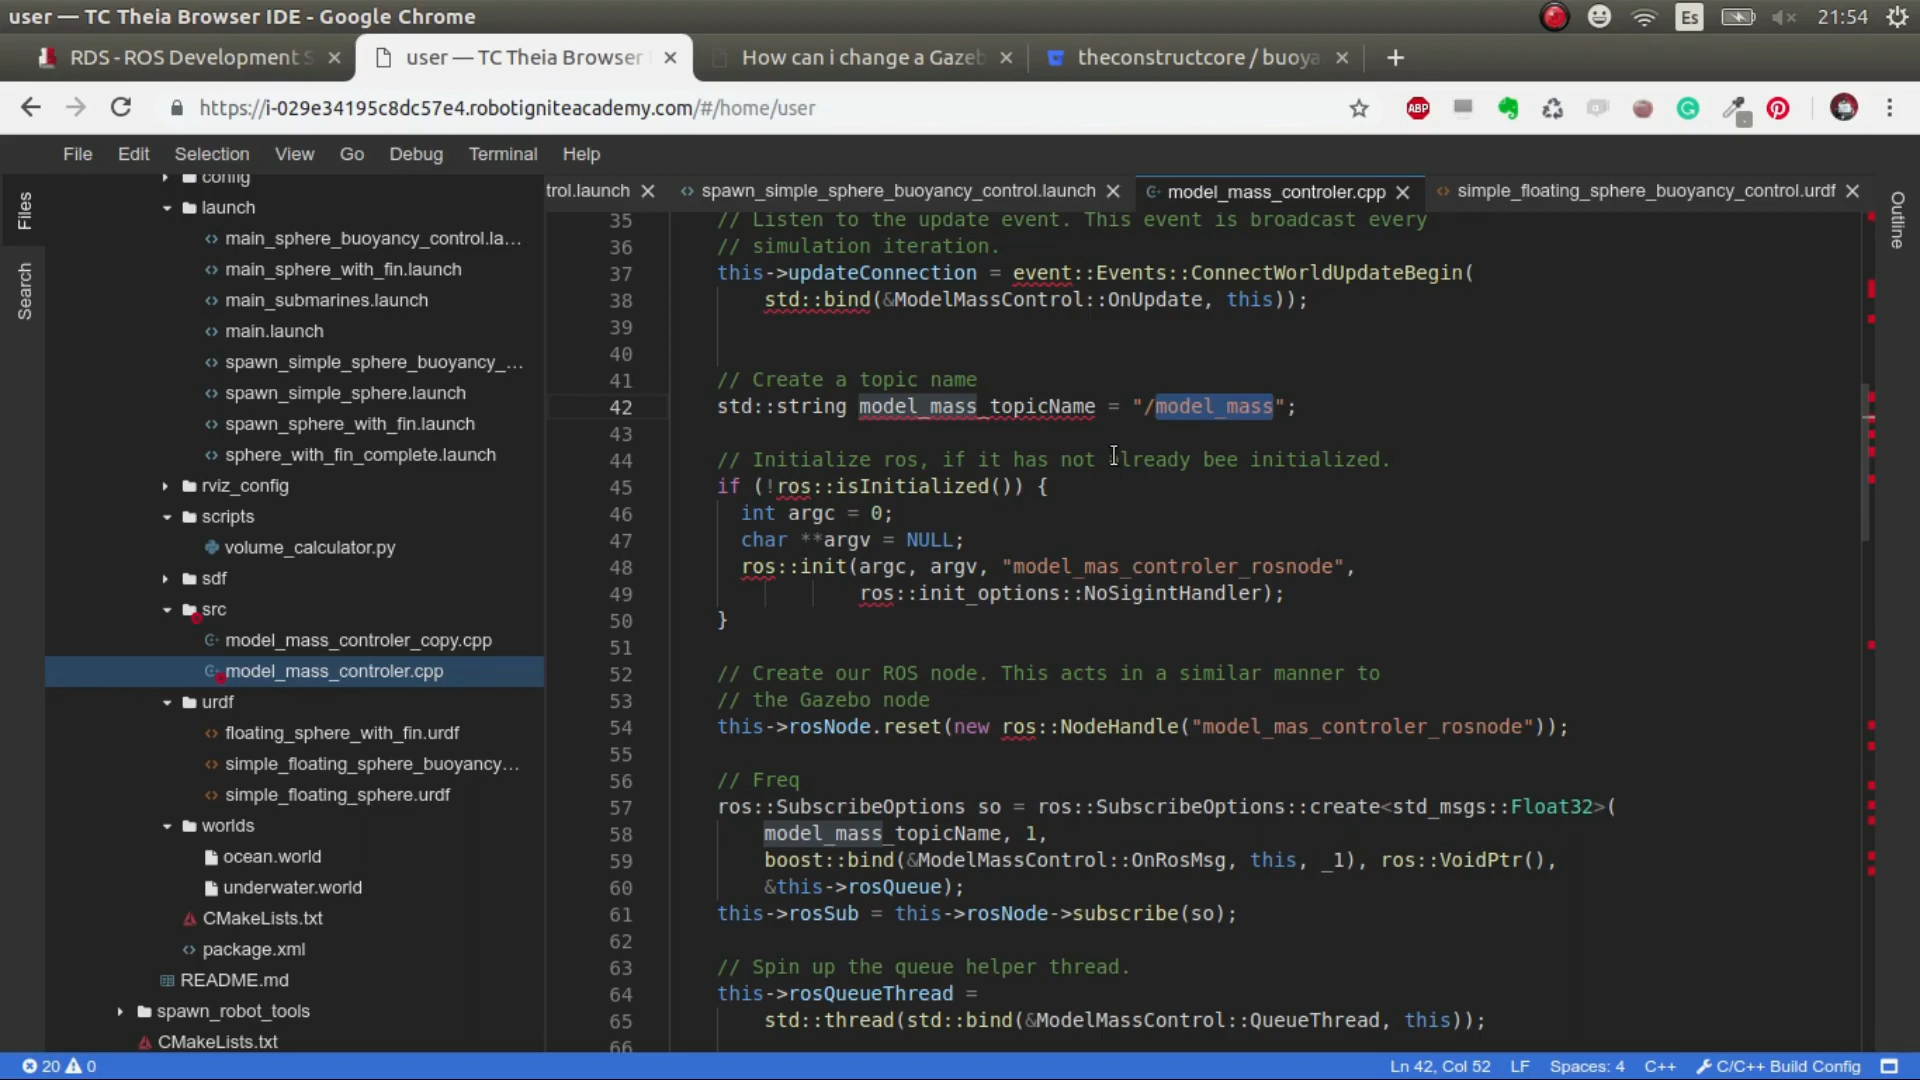 user — TC Theia Browser IDE - Google Chrome
Es
21:54
RDS - ROS Development S
user — TC Theia Browser
How can i change a Gazeb
theconstructcore / buoya
https://i-029e34195c8dc57e4.robotigniteacademy.com/#/home/user
ABP
File Edit Selection View Go Debug Terminal Help
Files
Search
Outline
config
launch
main_sphere_buoyancy_control.la...
main_sphere_with_fin.launch
main_submarines.launch
main.launch
spawn_simple_sphere_buoyancy_...
spawn_simple_sphere.launch
spawn_sphere_with_fin.launch
sphere_with_fin_complete.launch
rviz_config
scripts
volume_calculator.py
sdf
src
model_mass_controler_copy.cpp
model_mass_controler.cpp
urdf
floating_sphere_with_fin.urdf
simple_floating_sphere_buoyancy...
simple_floating_sphere.urdf
worlds
ocean.world
underwater.world
CMakeLists.txt
package.xml
README.md
spawn_robot_tools
CMakeLists.txt
trol.launch
spawn_simple_sphere_buoyancy_control.launch
model_mass_controler.cpp
simple_floating_sphere_buoyancy_control.urdf
35 // Listen to the update event. This event is broadcast every
36 // simulation iteration.
37 this->updateConnection = event::Events::ConnectWorldUpdateBegin(
38 std::bind(&ModelMassControl::OnUpdate, this));
39
40
41 // Create a topic name
42 std::string model_mass_topicName = "/model_mass";
43
44 // Initialize ros, if it has not already bee initialized.
45 if (!ros::isInitialized()) {
46 int argc = 0;
47 char **argv = NULL;
48 ros::init(argc, argv, "model_mas_controler_rosnode",
49 ros::init_options::NoSigintHandler);
50 }
51
52 // Create our ROS node. This acts in a similar manner to
53 // the Gazebo node
54 this->rosNode.reset(new ros::NodeHandle("model_mas_controler_rosnode"));
55
56 // Freq
57 ros::SubscribeOptions so = ros::SubscribeOptions::create<std_msgs::Float32>(
58 model_mass_topicName, 1,
59 boost::bind(&ModelMassControl::OnRosMsg, this, _1), ros::VoidPtr(),
60 &this->rosQueue);
61 this->rosSub = this->rosNode->subscribe(so);
62
63 // Spin up the queue helper thread.
64 this->rosQueueThread =
65 std::thread(std::bind(&ModelMassControl::QueueThread, this));
66
20 0
Ln 42, Col 52 LF Spaces: 4 C++ C/C++ Build Config